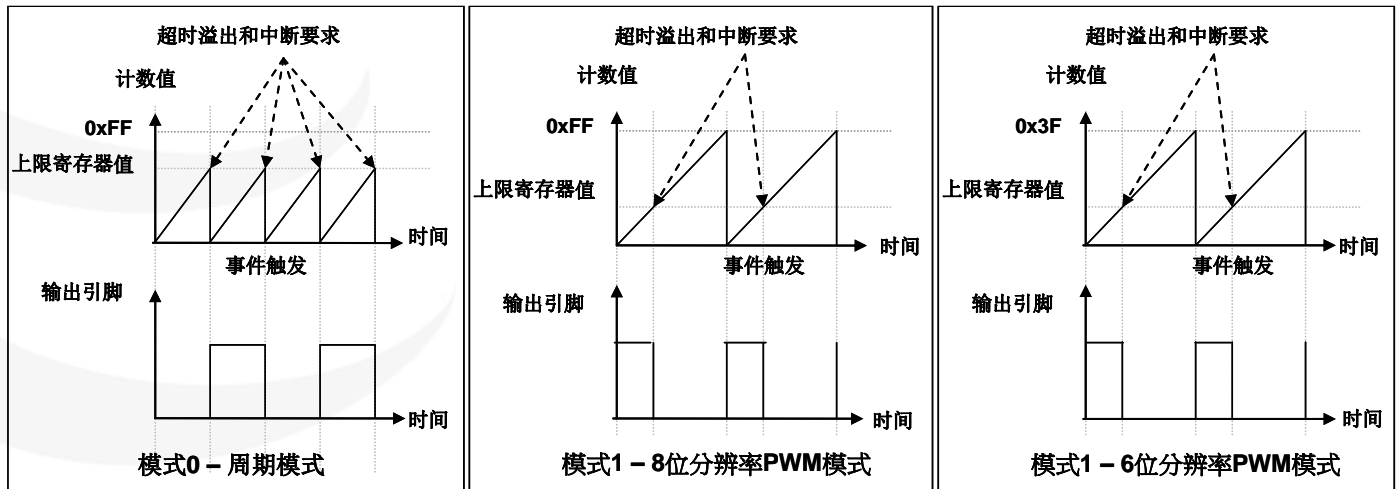 超时溢出和中断要求
计数值
0xFF
上限寄存器值
时间
事件触发
输出引脚
时间
模式0 – 周期模式
超时溢出和中断要求
计数值
0xFF
上限寄存器值
时间
事件触发
输出引脚
时间
模式1 – 8位分辨率PWM模式
超时溢出和中断要求
计数值
0x3F
上限寄存器值
时间
事件触发
输出引脚
时间
模式1 – 6位分辨率PWM模式